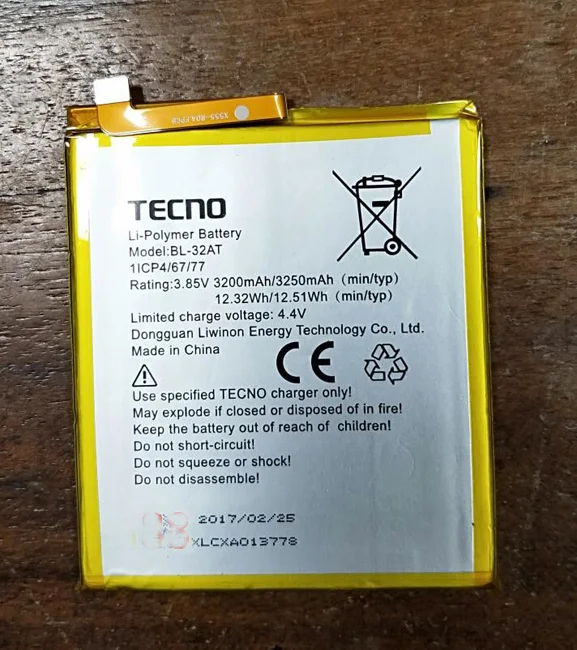 X555-R04.FPCB
TECNO
Li-Polymer Battery
Model:BL-32AT
1ICP4/67/77
Rating:3.85V 3200mAh/3250mAh (min/typ)
12.32Wh/12.51Wh (min/typ)
Limited charge voltage: 4.4V
Dongguan Liwinon Energy Technology Co., Ltd.
Made in China
CE
Use specified TECNO charger only!
May explode if closed or disposed of in fire!
Keep the battery out of reach of children!
Do not short-circuit!
Do not squeeze or shock!
Do not disassemble!
2017/02/25
XLCXA013778